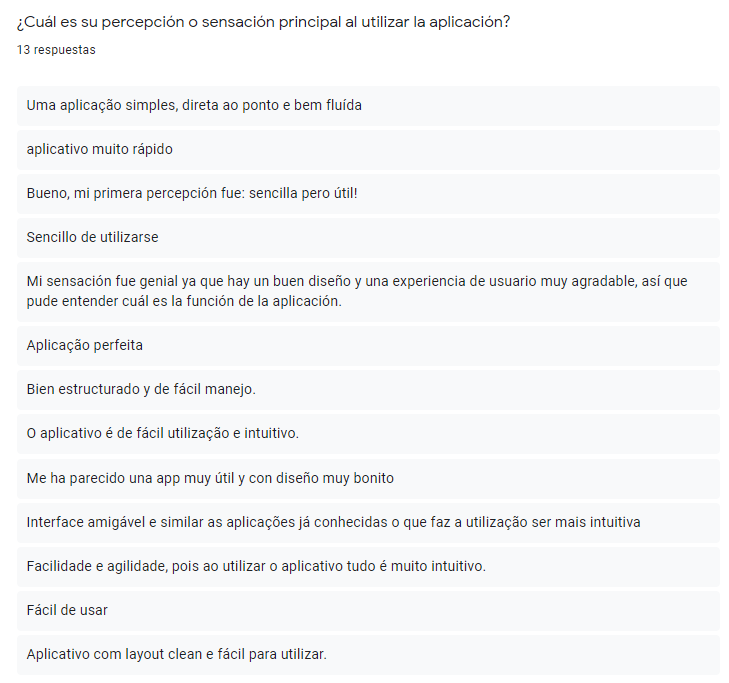 ¿Cuál es su percepción o sensación principal al utilizar la aplicación?
13 respuestas
Uma aplicação simples, direta ao ponto e bem fluída
aplicativo muito rápido
Bueno, mi primera percepción fue: sencilla pero útil!
Sencillo de utilizarse
Mi sensación fue genial ya que hay un buen diseño y una experiencia de usuario muy agradable, así que
pude entender cuál es la función de la aplicación.
Aplicação perfeita
Bien estructurado y de fácil manejo.
O aplicativo é de fácil utilização e intuitivo.
Me ha parecido una app muy útil y con diseño muy bonito
Interface amigável e similar as aplicações já conhecidas o que faz a utilização ser mais intuitiva
Facilidade e agilidade, pois ao utilizar o aplicativo tudo é muito intuitivo.
Fácil de usar
Aplicativo com layout clean e fácil para utilizar.